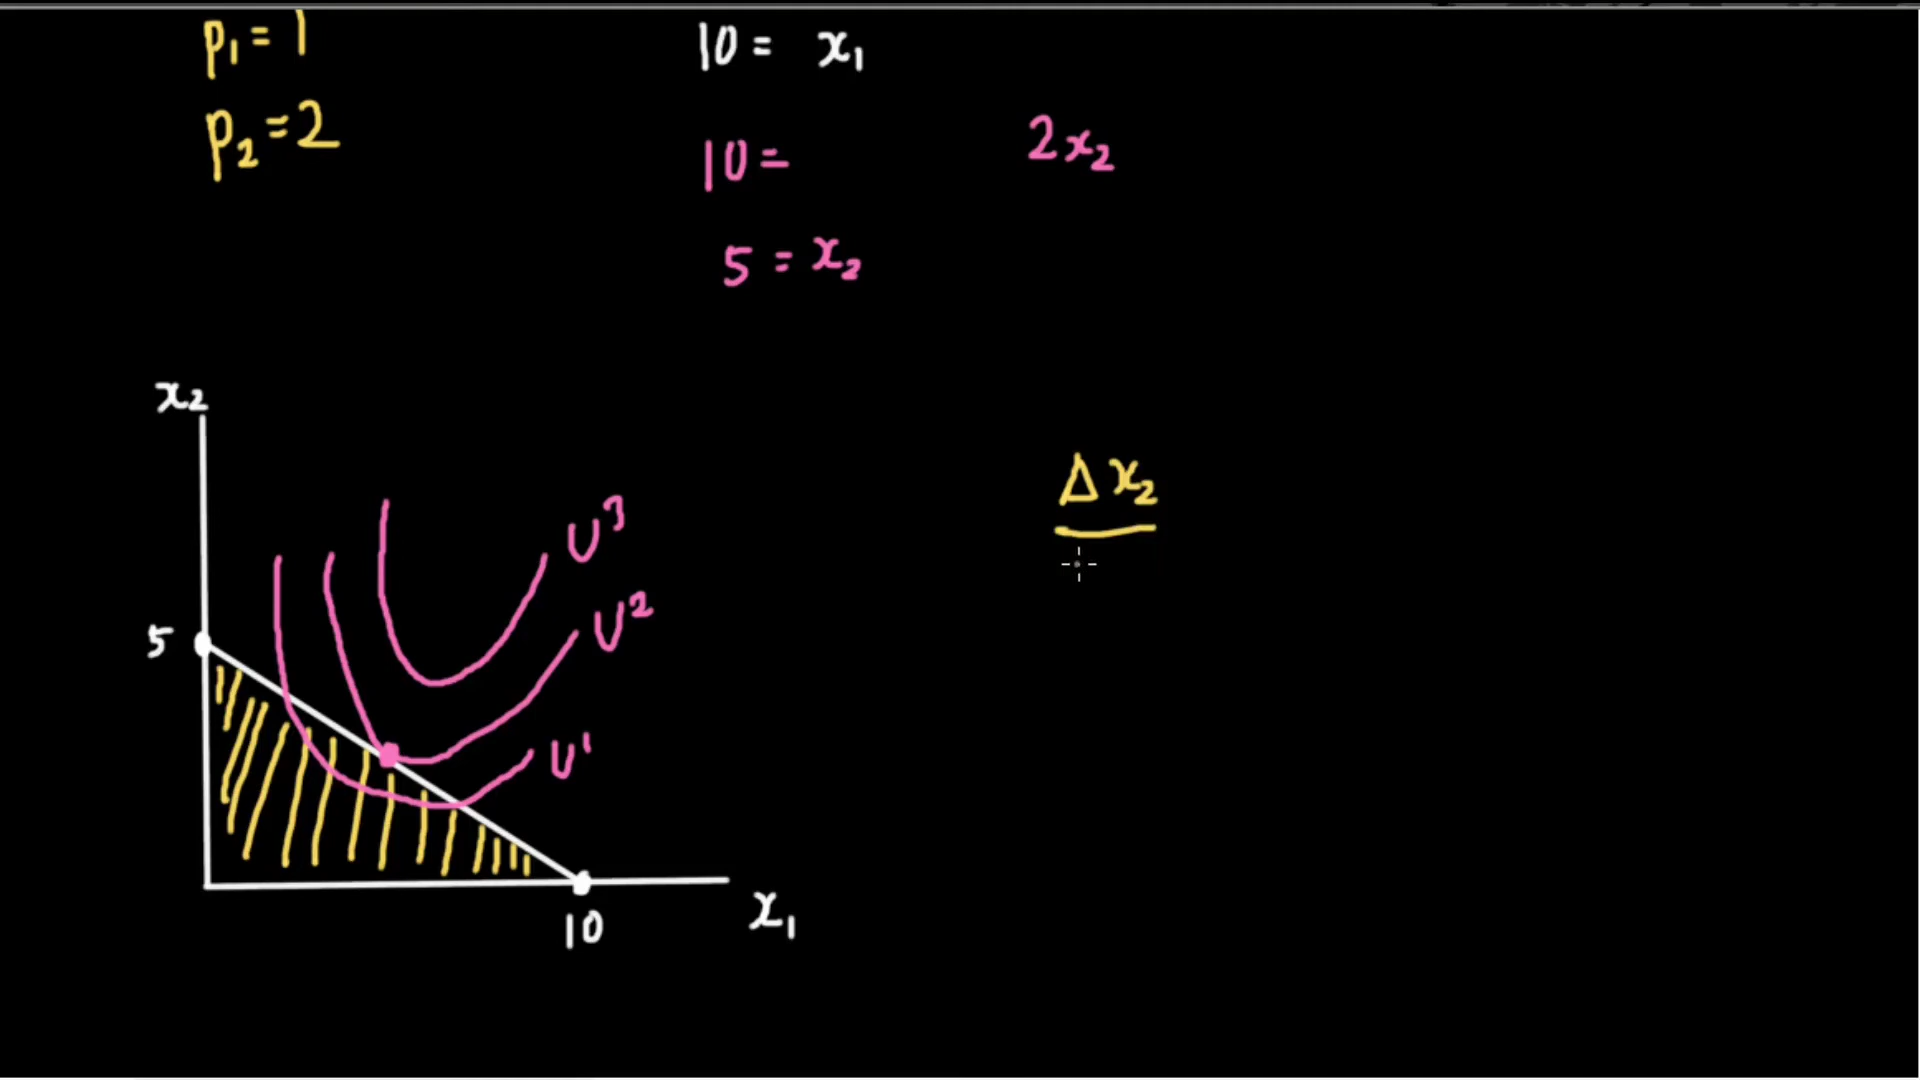 p₁ = 1
p₂ = 2
10 = x₁
10 = 2x₂
5 = x₂
x₂
U³
U²
U¹
5
10
x₁
Δx₂